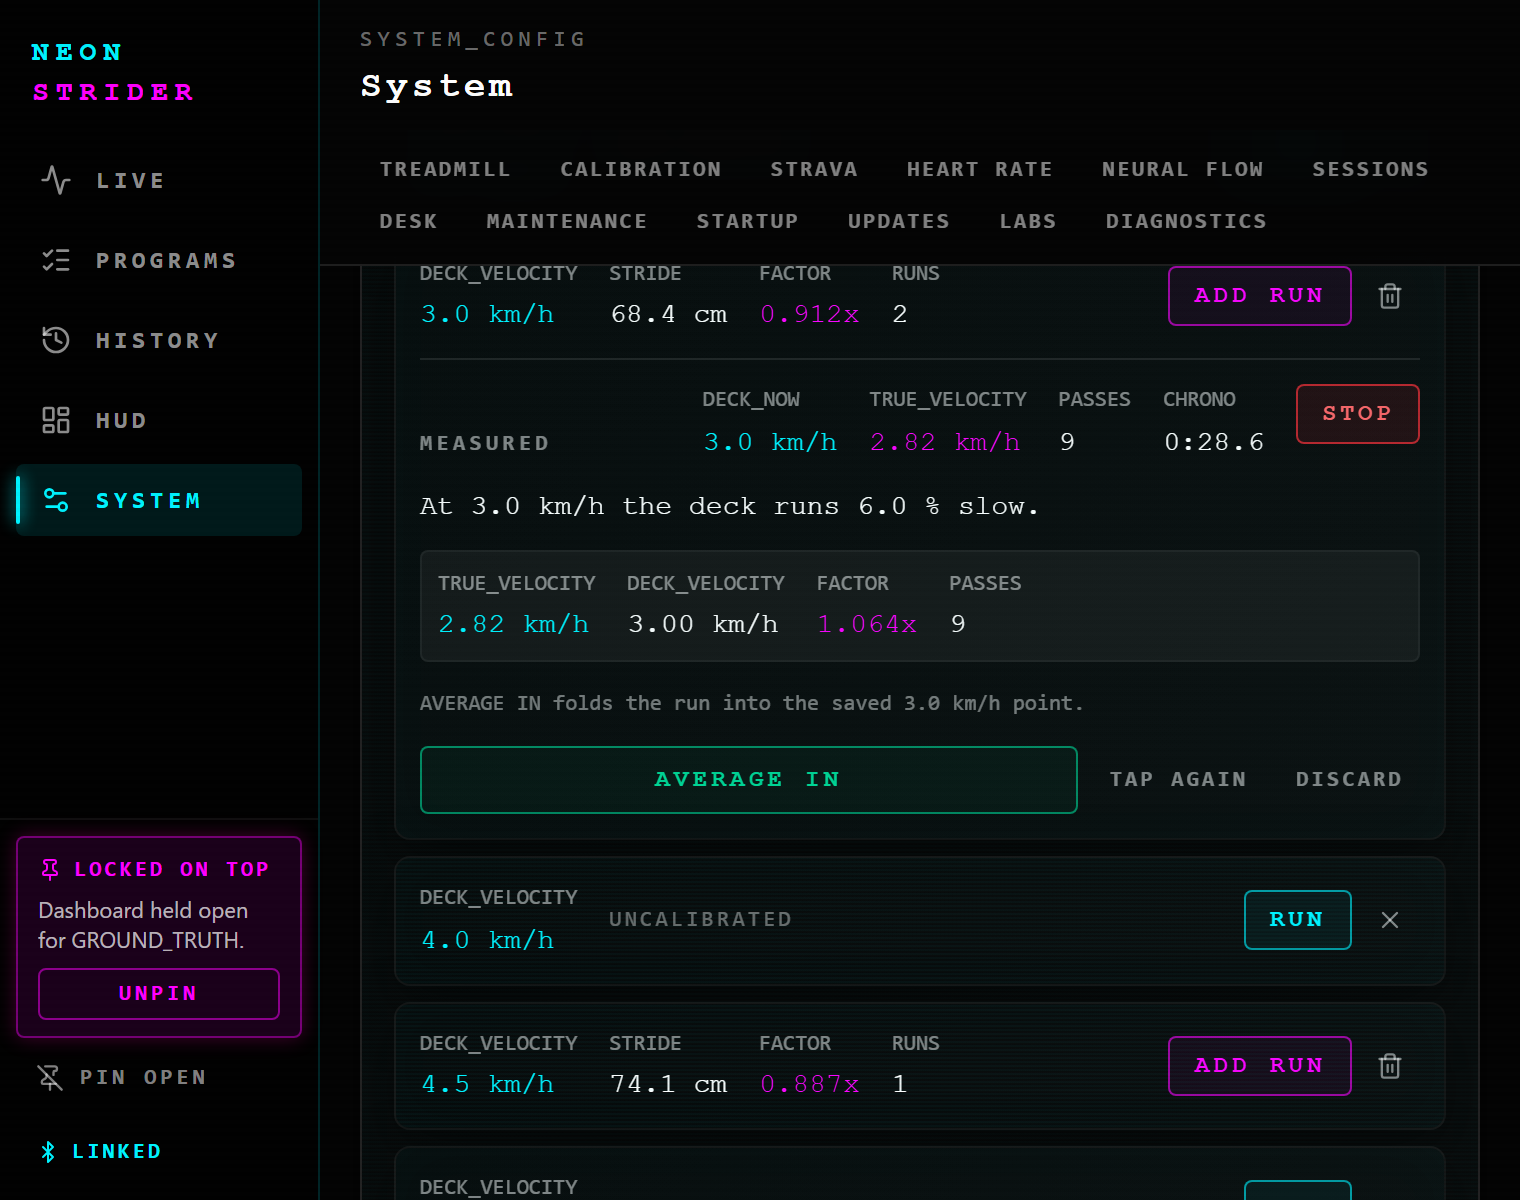 NEON
STRIDER
LIVE
PROGRAMS
HISTORY
HUD
SYSTEM
LOCKED ON TOP
Dashboard held open
for GROUND_TRUTH.
UNPIN
PIN OPEN
LINKED
SYSTEM_CONFIG
System
TREADMILL CALIBRATION STRAVA HEART RATE NEURAL FLOW SESSIONS
DESK MAINTENANCE STARTUP UPDATES LABS DIAGNOSTICS
DECK_VELOCITY STRIDE FACTOR RUNS
3.0 km/h 68.4 cm 0.912x 2
ADD RUN
DECK_NOW TRUE_VELOCITY PASSES CHRONO
MEASURED 3.0 km/h 2.82 km/h 9 0:28.6
STOP
At 3.0 km/h the deck runs 6.0 % slow.
TRUE_VELOCITY DECK_VELOCITY FACTOR PASSES
2.82 km/h 3.00 km/h 1.064x 9
AVERAGE IN folds the run into the saved 3.0 km/h point.
AVERAGE IN TAP AGAIN DISCARD
DECK_VELOCITY
4.0 km/h
UNCALIBRATED
RUN
DECK_VELOCITY STRIDE FACTOR RUNS
4.5 km/h 74.1 cm 0.887x 1
ADD RUN
DECK_VELOCITY